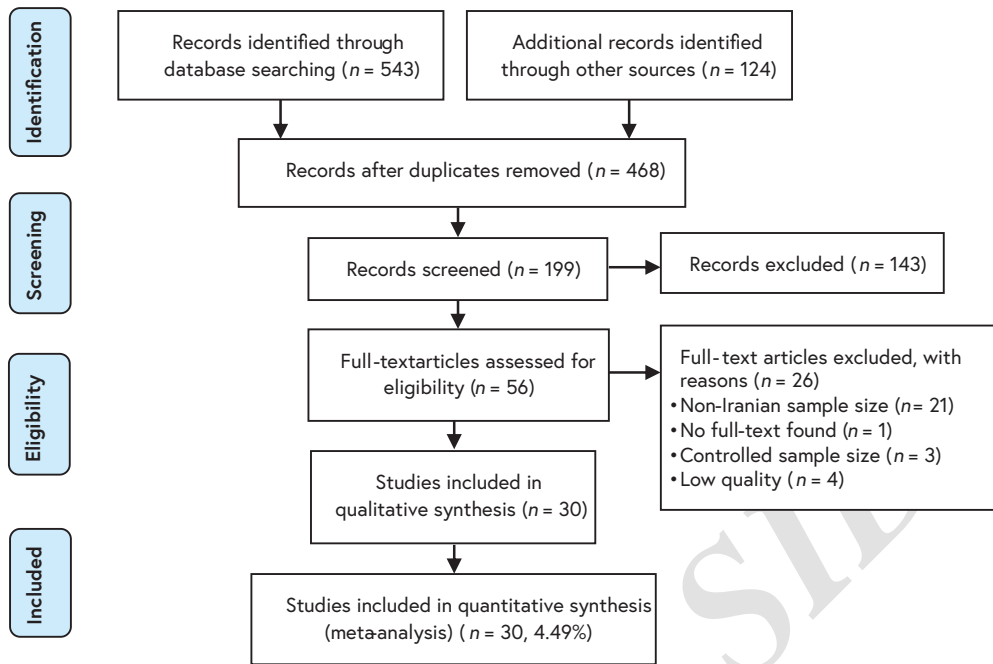 Identification
Records identified through
database searching (n = 543)
Additional records identified
through other sources (n = 124)
Records after duplicates removed (n = 468)
Screening
Records screened (n = 199)
Records excluded (n = 143)
Eligibility
Full-textarticles assessed for
eligibility (n = 56)
Full-text articles excluded, with
reasons (n = 26)
•Non-Iranian sample size (n= 21)
•No full-text found (n = 1)
•Controlled sample size (n = 3)
•Low quality (n = 4)
Studies included in
qualitative synthesis (n = 30)
Included
Studies included in quantitative synthesis
(meta-analysis) (n = 30, 4.49%)
SID